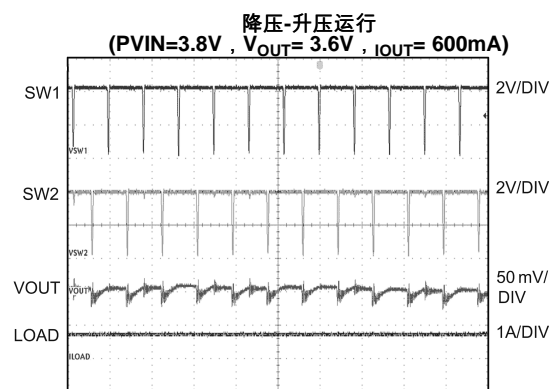 降压-升压运行
(PVIN=3.8V , VOUT= 3.6V , IOUT= 600mA)
SW1
2V/DIV
VSW1
SW2
2V/DIV
VSW2
VOUT
VOUT
50 mV/
DIV
LOAD
1A/DIV
ILOAD